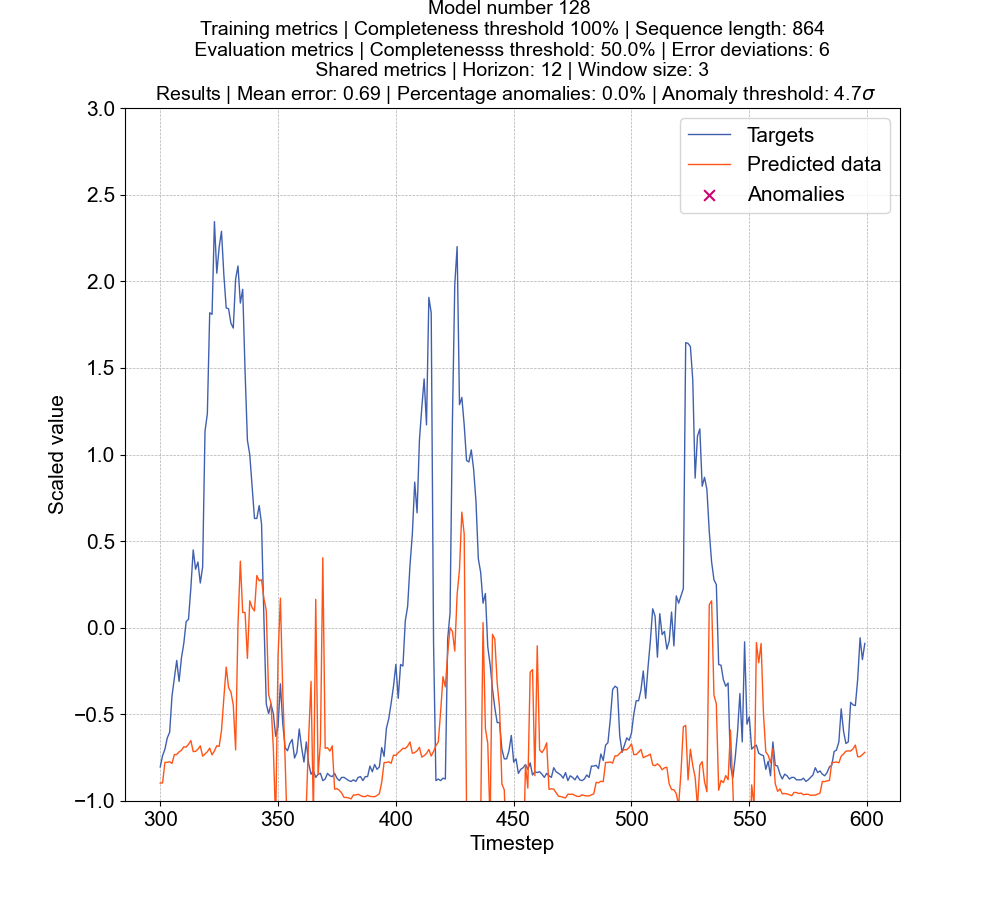 Model number 128
Training metrics | Completeness threshold 100% | Sequence length: 864
Evaluation metrics | Completenesss threshold: 50.0% | Error deviations: 6
Shared metrics | Horizon: 12 | Window size: 3
Results | Mean error: 0.69 | Percentage anomalies: 0.0% | Anomaly threshold: 4.7σ
Targets
Predicted data
Anomalies
3.0
2.5
2.0
1.5
1.0
0.5
0.0
−0.5
−1.0
Scaled value
300 350 400 450 500 550 600
Timestep